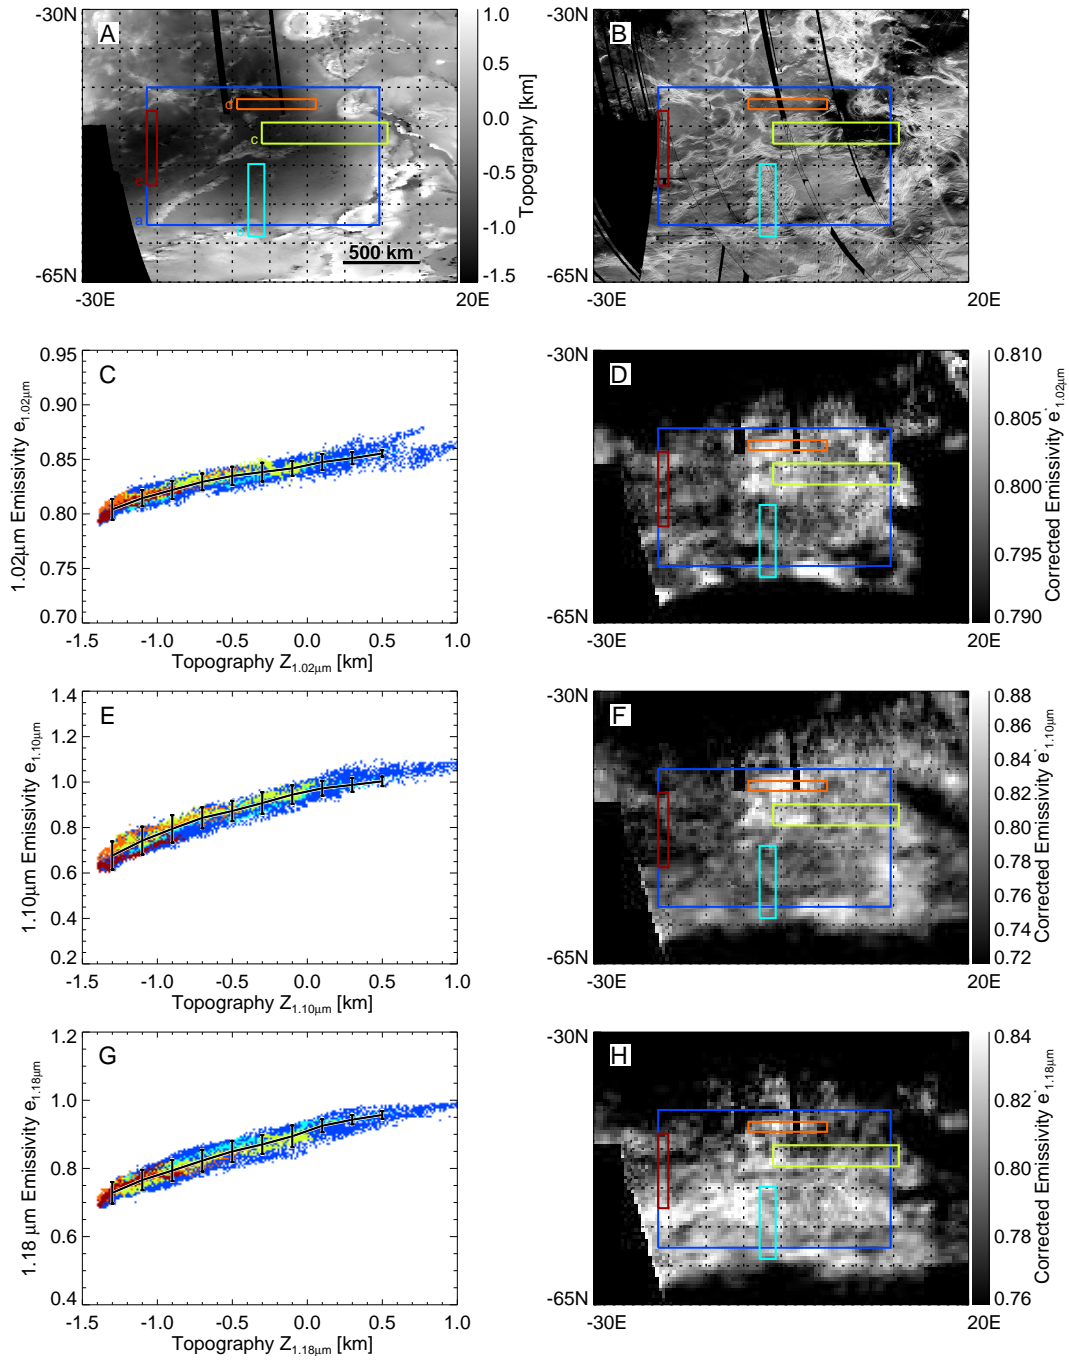 -30N
A
d
c
e
a
b
500 km
-65N
-30E
20E
1.0
0.5
0.0
-0.5
-1.0
-1.5
Topography [km]
-30N
B
-65N
-30E
20E
C
0.95
0.90
0.85
0.80
0.75
0.70
1.02µm Emissivity e1.02µm
-1.5 -1.0 -0.5 0.0 0.5 1.0
Topography Z1.02µm [km]
-30N
D
-65N
-30E
20E
0.810
0.805
0.800
0.795
0.790
Corrected Emissivity e*1.02µm
E
1.4
1.2
1.0
0.8
0.6
0.4
0.2
1.10µm Emissivity e1.10µm
-1.5 -1.0 -0.5 0.0 0.5 1.0
Topography Z1.10µm [km]
-30N
F
-65N
-30E
20E
0.88
0.86
0.84
0.82
0.80
0.78
0.76
0.74
0.72
Corrected Emissivity e*1.10µm
G
1.2
1.0
0.8
0.6
0.4
1.18 µm Emissivity e1.18µm
-1.5 -1.0 -0.5 0.0 0.5 1.0
Topography Z1.18µm [km]
-30N
H
-65N
-30E
20E
0.84
0.82
0.80
0.78
0.76
Corrected Emissivity e*1.18µm